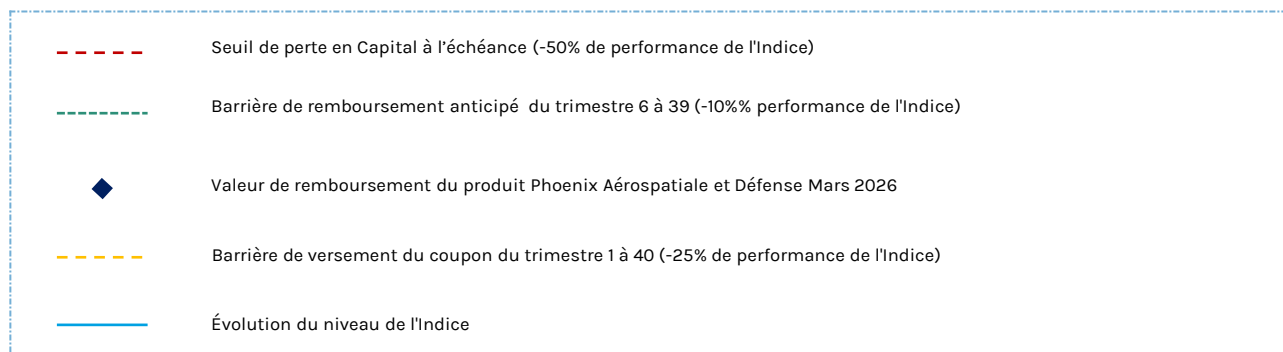 Seuil de perte en Capital à l’échéance (-50% de performance de l'Indice)
Barrière de remboursement anticipé  du trimestre 6 à 39 (-10%% performance de l'Indice)
Valeur de remboursement du produit Phoenix Aérospatiale et Défense Mars 2026
Barrière de versement du coupon du trimestre 1 à 40 (-25% de performance de l'Indice)
Évolution du niveau de l'Indice